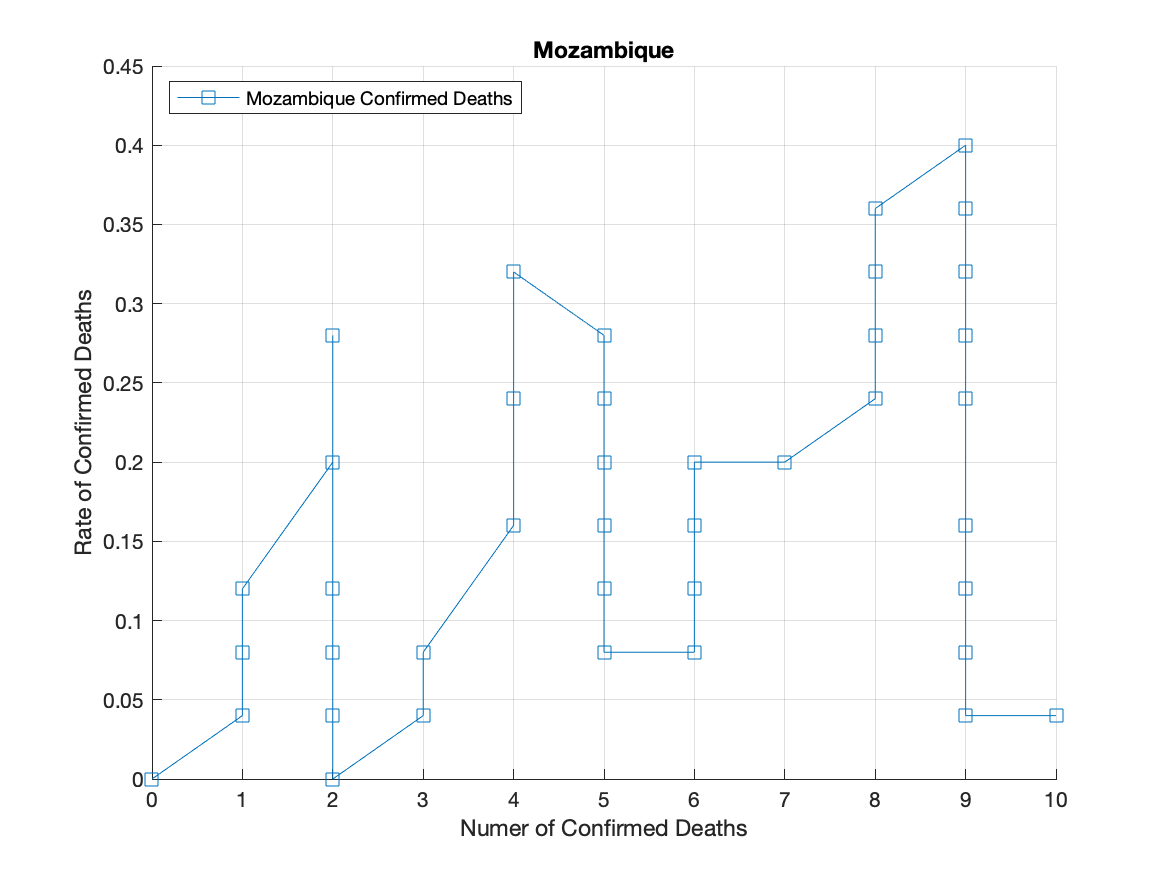 Mozambique
Mozambique Confirmed Deaths
0.45
0.4
0.35
0.3
0.25
0.2
0.15
0.1
0.05
0
Rate of Confirmed Deaths
0 1 2 3 4 5 6 7 8 9 10
Numer of Confirmed Deaths